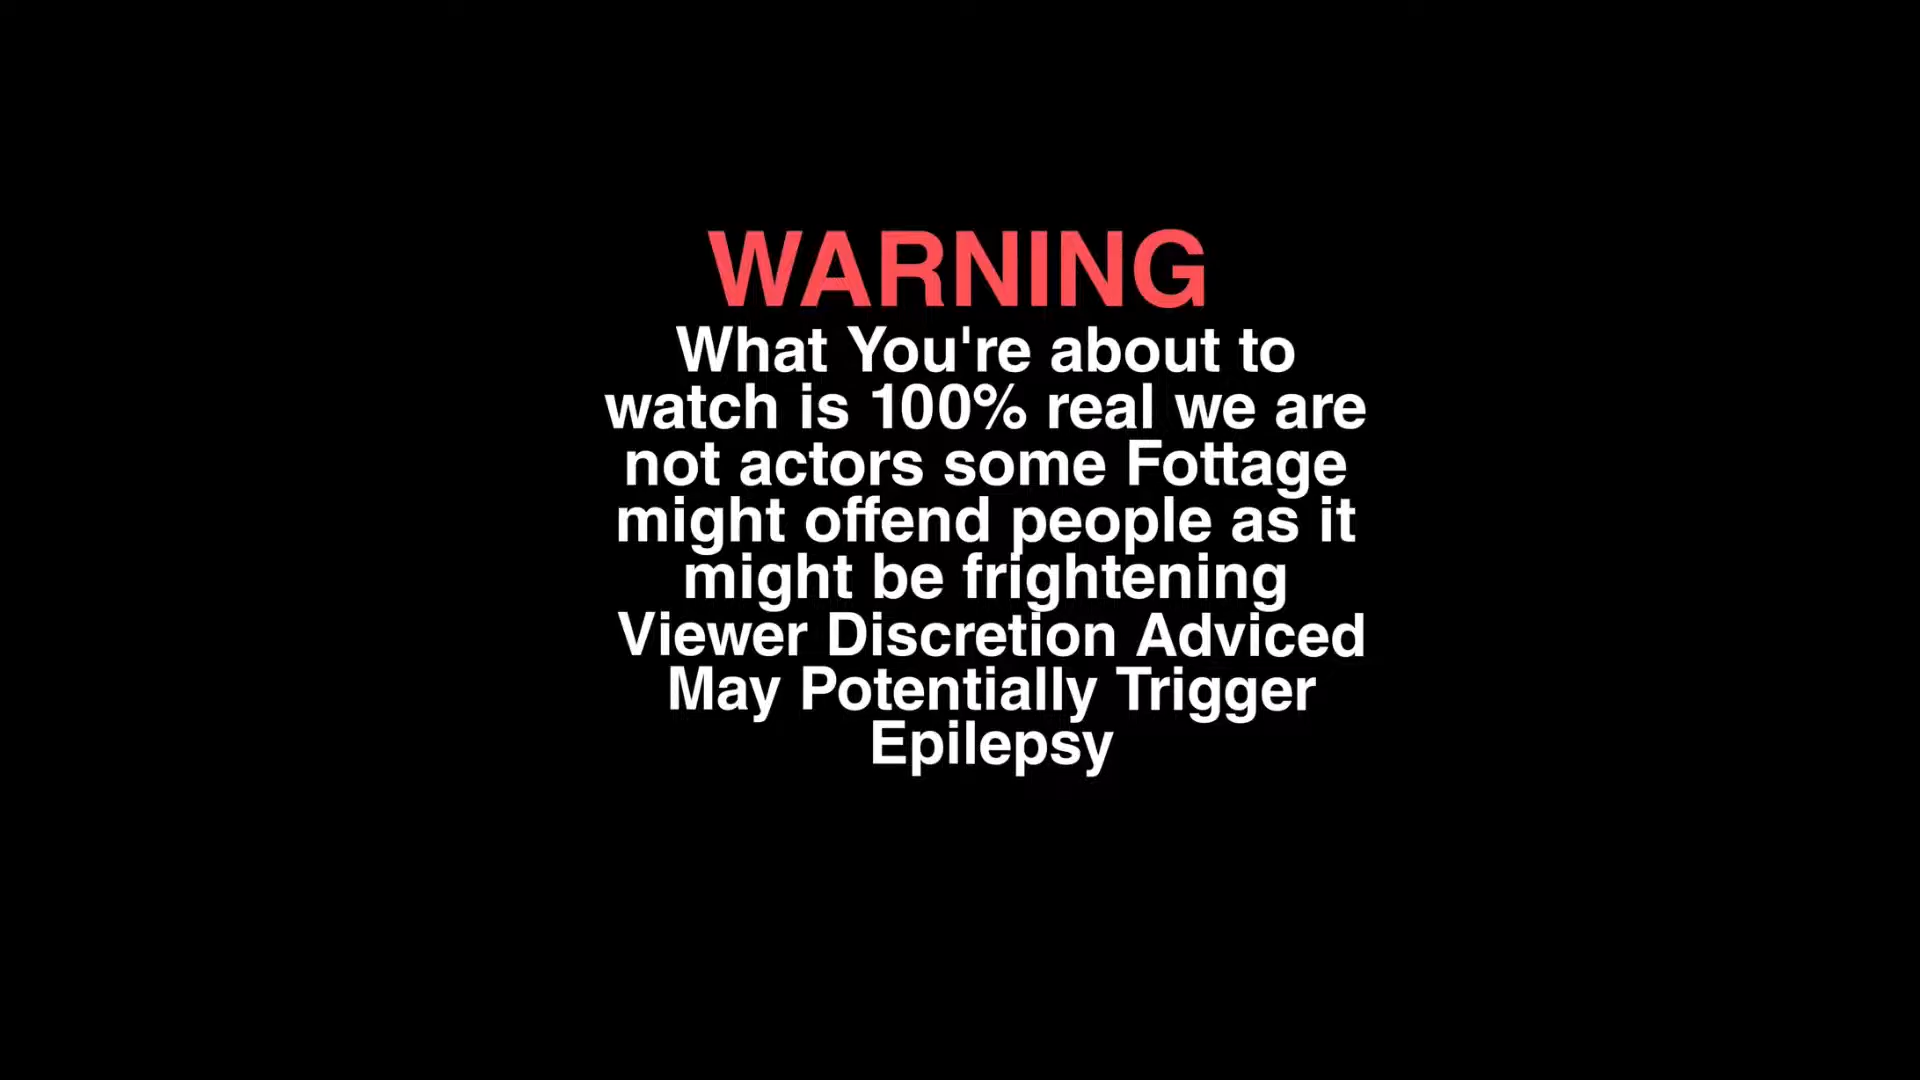 WARNING
What You're about to
watch is 100% real we are
not actors some Fottage
might offend people as it
might be frightening
Viewer Discretion Adviced
May Potentially Trigger
Epilepsy